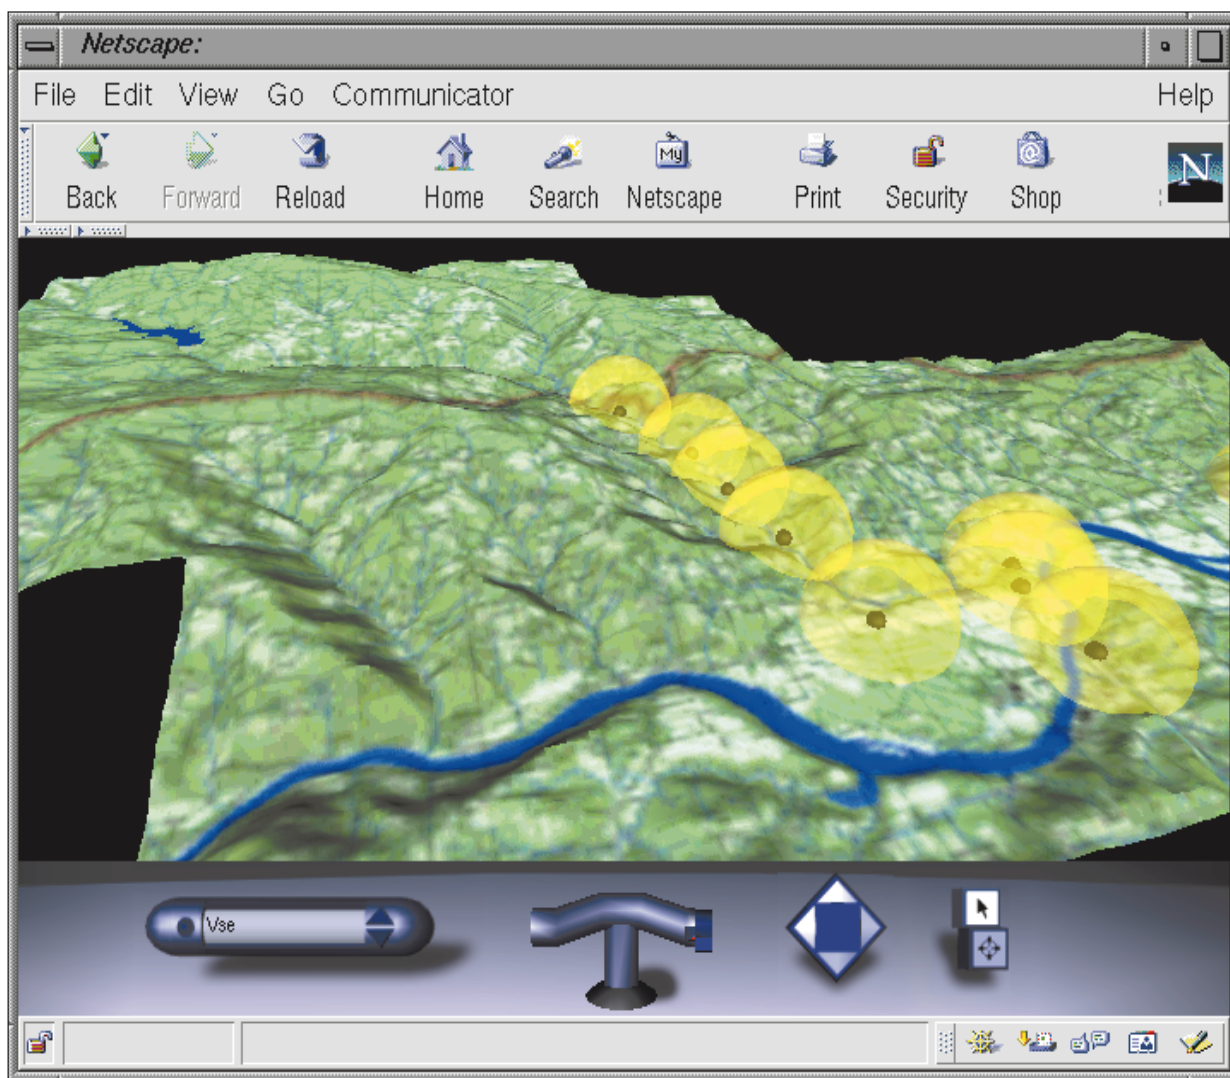 Netscape:
File Edit View Go Communicator Help
My N
Back Forward Reload Home Search Netscape Print Security Shop
Vse